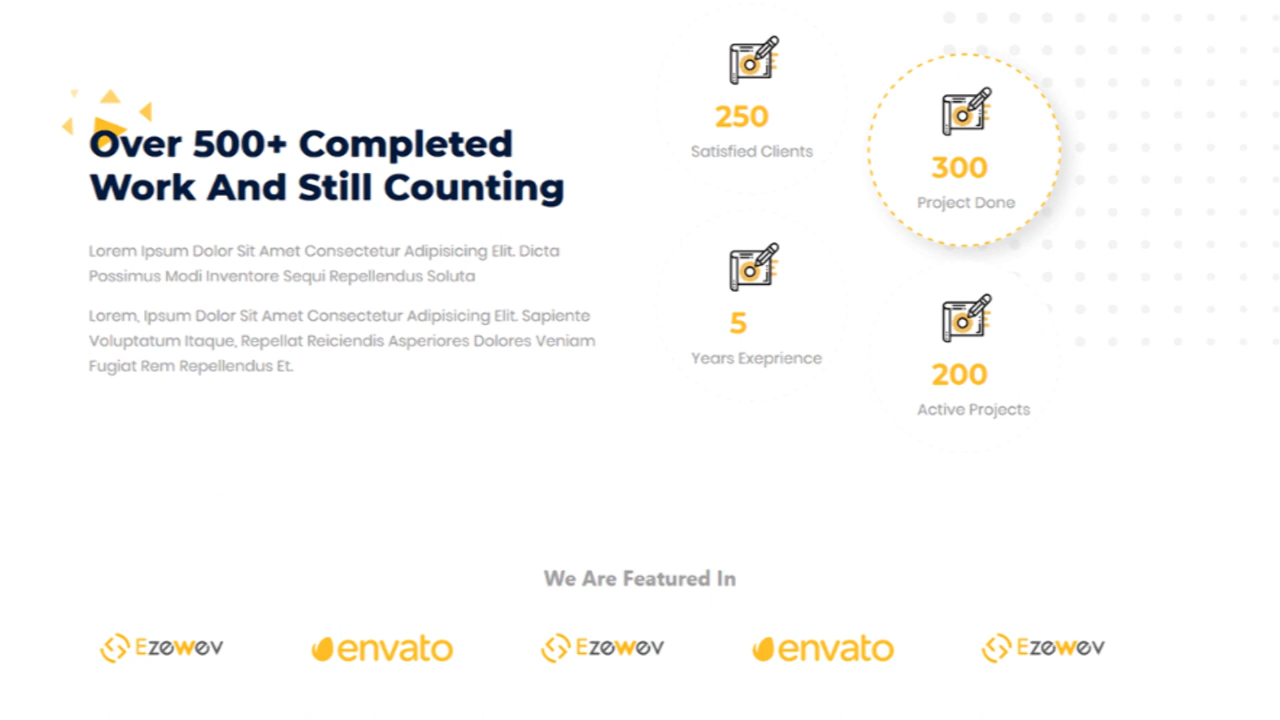 Over 500+ Completed
Work And Still Counting
Lorem Ipsum Dolor Sit Amet Consectetur Adipisicing Elit. Dicta
Possimus Modi Inventore Sequi Repellendus Soluta
Lorem, Ipsum Dolor Sit Amet Consectetur Adipisicing Elit. Sapiente
Voluptatum Itaque, Repellat Reiciendis Asperiores Dolores Veniam
Fugiat Rem Repellendus Et.
250
Satisfied Clients
300
Project Done
5
Years Exeprience
200
Active Projects
We Are Featured In
Ezewev envato Ezewev envato Ezewev